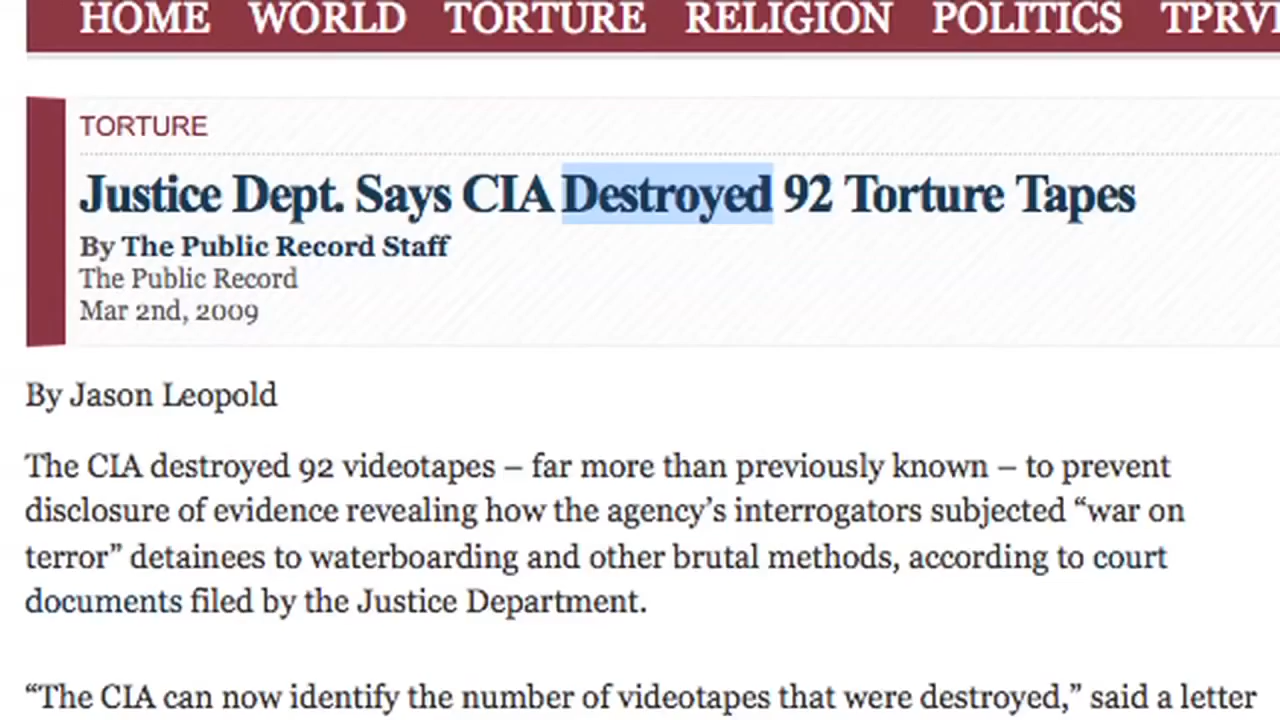 HOME WORLD TORTURE RELIGION POLITICS
TORTURE
Justice Dept. Says CIA Destroyed 92 Torture Tapes
By The Public Record Staff
The Public Record
Mar 2nd, 2009
By Jason Leopold
The CIA destroyed 92 videotapes – far more than previously known – to prevent
disclosure of evidence revealing how the agency’s interrogators subjected “war on
terror” detainees to waterboarding and other brutal methods, according to court
documents filed by the Justice Department.
“The CIA can now identify the number of videotapes that were destroyed,” said a letter